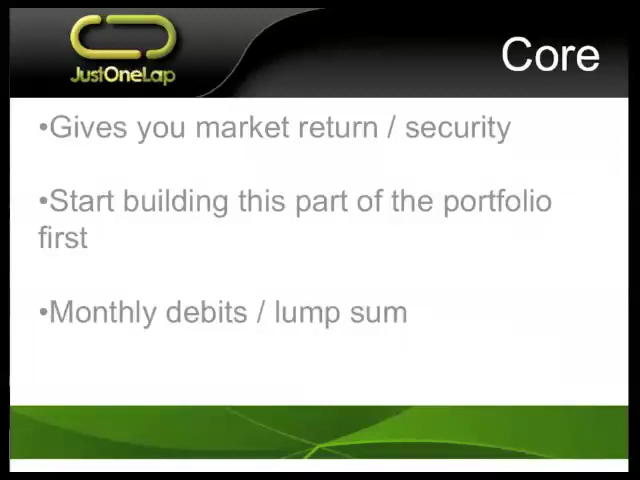 JustOneLap
Core
•Gives you market return / security
•Start building this part of the portfolio
first
•Monthly debits / lump sum